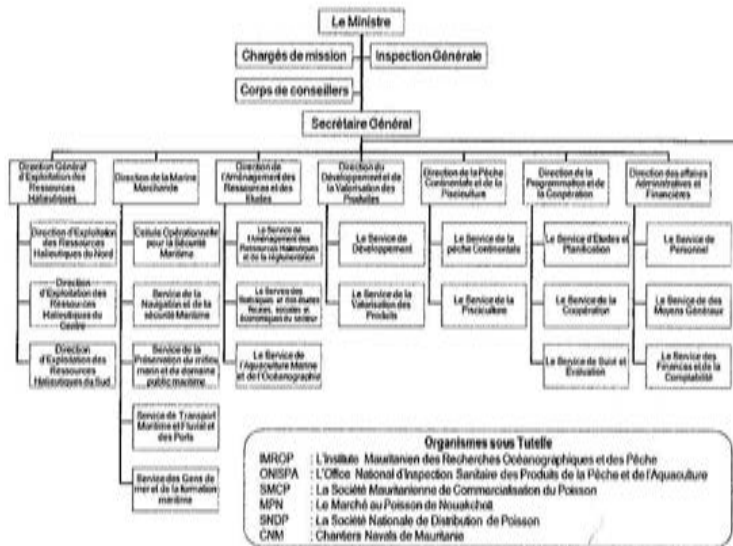 Le Ministre
Chargés de mission
Inspection Générale
Corps de conseillers
Secrétaire Général
Direction Général
d'Exploitation des
Ressources
Halieutiques
Direction d'Exploitation
des Ressources
Halieutiques du Nord
Direction
d'Exploitation des
Ressources
Halieutiques du Centre
Direction
d'Exploitation des
Ressources
Halieutiques du Sud
Direction de la Marine
Marchande
Cellule Opérationnelle
pour la Sécurité
Maritime
Service de la
Navigation et de la
sécurité Maritime
Service de la
Préservation du milieu
marin et du domaine
public maritime
Service de Transport
Maritime et Fluvial et
des Ports
Service des Gens de
mer et de la formation
maritime
Direction de
l'Aménagement des
Ressources et des
Etudes
Le Service de
l'Aménagement des
Ressources Halieutiques
et de la
Le Service des
Statistiques et des études
sociales et
économiques du secteur
Le Service de
l'Aquaculture Marine
et de l'Océanographie
Direction du
Développement et de
la Valorisation des
Produits
Le Service de
Développement
Le Service de la
Valorisation des
Produits
Direction de la Pêche
Continentale et de la
Pisciculture
Le Service de la
pêche Continentale
Le Service de la
Pisciculture
Direction de la
Programmation et de
la Coopération
Le Service d'Etudes et
Planification
Le Service de la
Coopération
Le Service de Suivi et
Evaluation
Direction des affaires
Administratives et
Financières
Le Service de
Personnel
Le Service de des
Moyens Généraux
Le Service des
Finances et de la
Comptabilité
Organismes sous Tutelle
IMROP : L'Institute Mauritanien des Recherches Océanographiques et des Pêche
ONISPA : L'Office National d'Inspection Sanitaire des Produits de la Pêche et de l'Aquaculture
SMCP : La Société Mauritanienne de Commercialisation du Poisson
MPN : Le Marché au Poisson de Nouakchott
SNDP : La Société Nationale de Distribution de Poisson
CNM : Chantiers Navals de Mauritanie